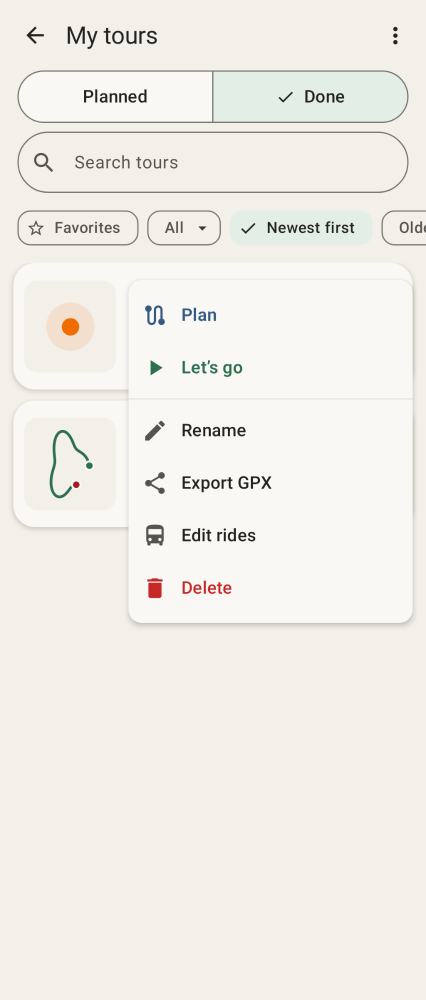 My tours
Planned
Done
Search tours
Favorites
All
Newest first
Plan
Let's go
Rename
Export GPX
Edit rides
Delete